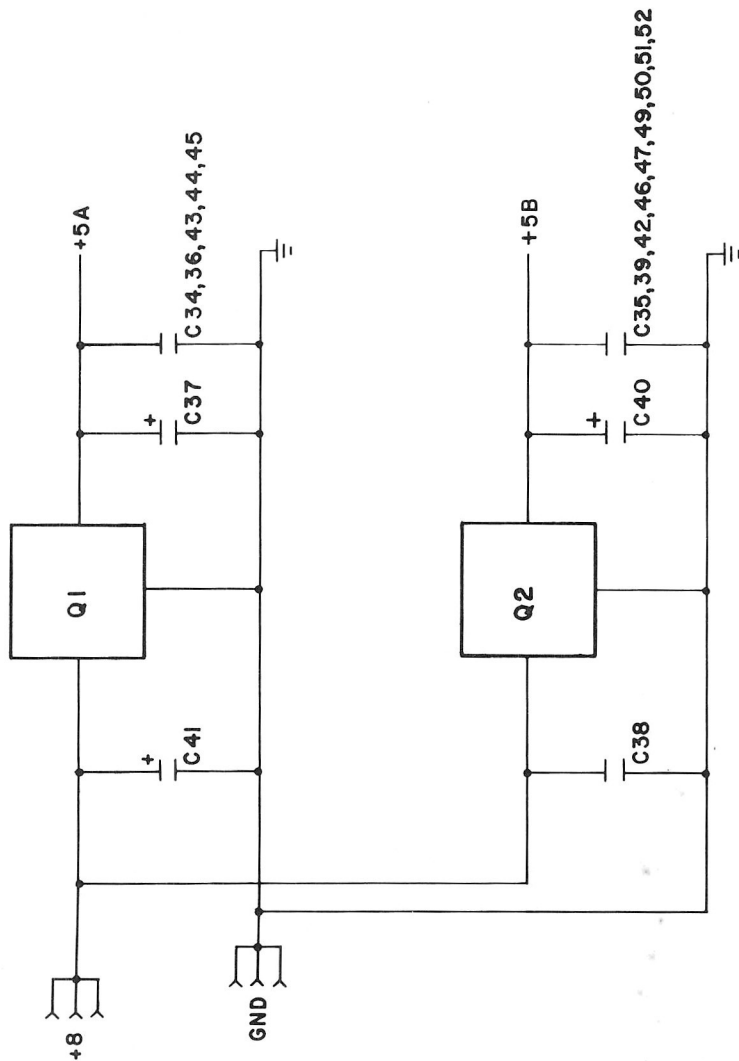 +8
GND
C41
+
Q1
C37
+
C34,36,43,44,45
+5A
C38
Q2
C40
+
C35,39,42,46,47,49,50,51,52
+5B